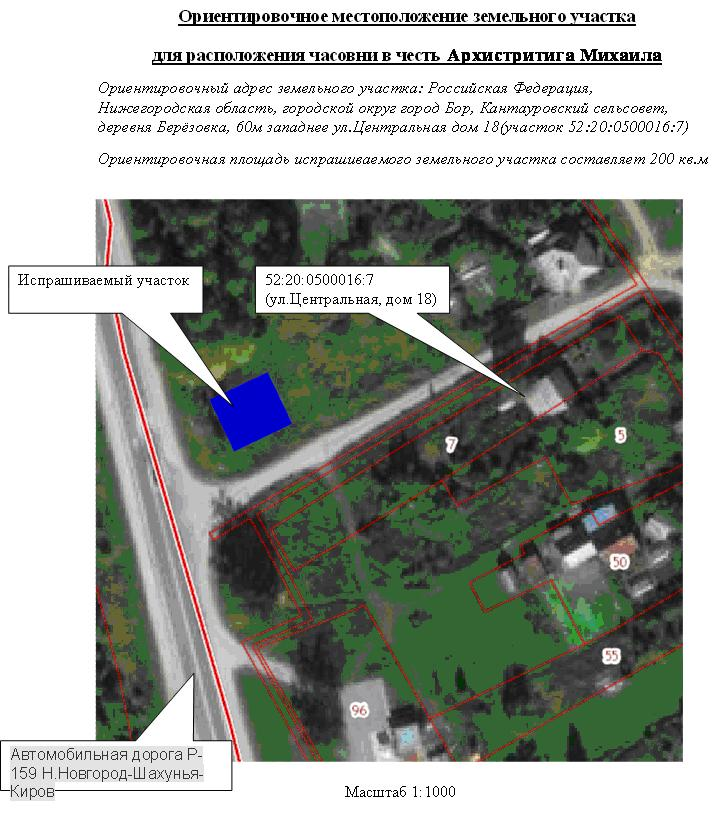 Ориентировочное местоположение земельного участка
для расположения часовни в честь Архистритига Михаила
Ориентировочный адрес земельного участка: Российская Федерация,
Нижегородская область, городской округ город Бор, Кантауровский сельсовет,
деревня Берёзовка, 60м западнее ул.Центральная дом 18(участок 52:20:0500016:7)
Ориентировочная площадь испрашиваемого земельного участка составляет 200 кв.м
Испрашиваемый участок
52:20:0500016:7
(ул.Центральная, дом 18)
7
5
50
55
96
Автомобильная дорога Р-
159 Н.Новгород-Шахунья-
Киров
Масштаб 1:1000